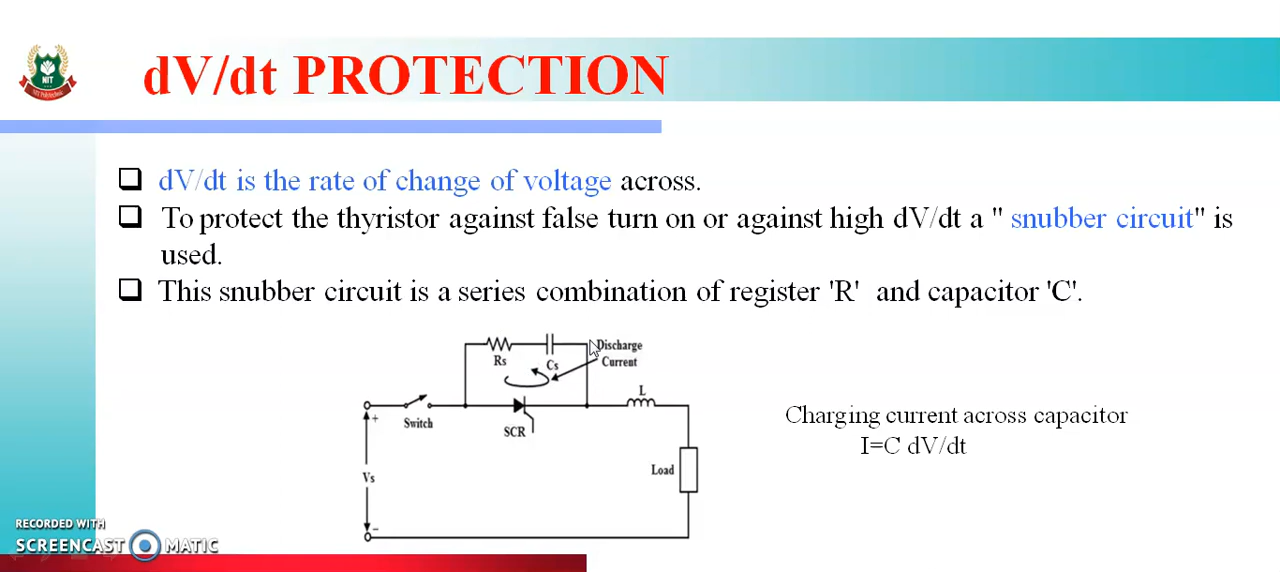 dV/dt PROTECTION
NIT
NIT Polytechnic
❑ dV/dt is the rate of change of voltage across.
❑ To protect the thyristor against false turn on or against high dV/dt a " snubber circuit" is
used.
❑ This snubber circuit is a series combination of register 'R' and capacitor 'C'.
Discharge
Current
Rs
Cs
L
+
Switch
SCR
Charging current across capacitor
I=C dV/dt
Load
Vs
-
RECORDED WITH
SCREENCAST MATIC